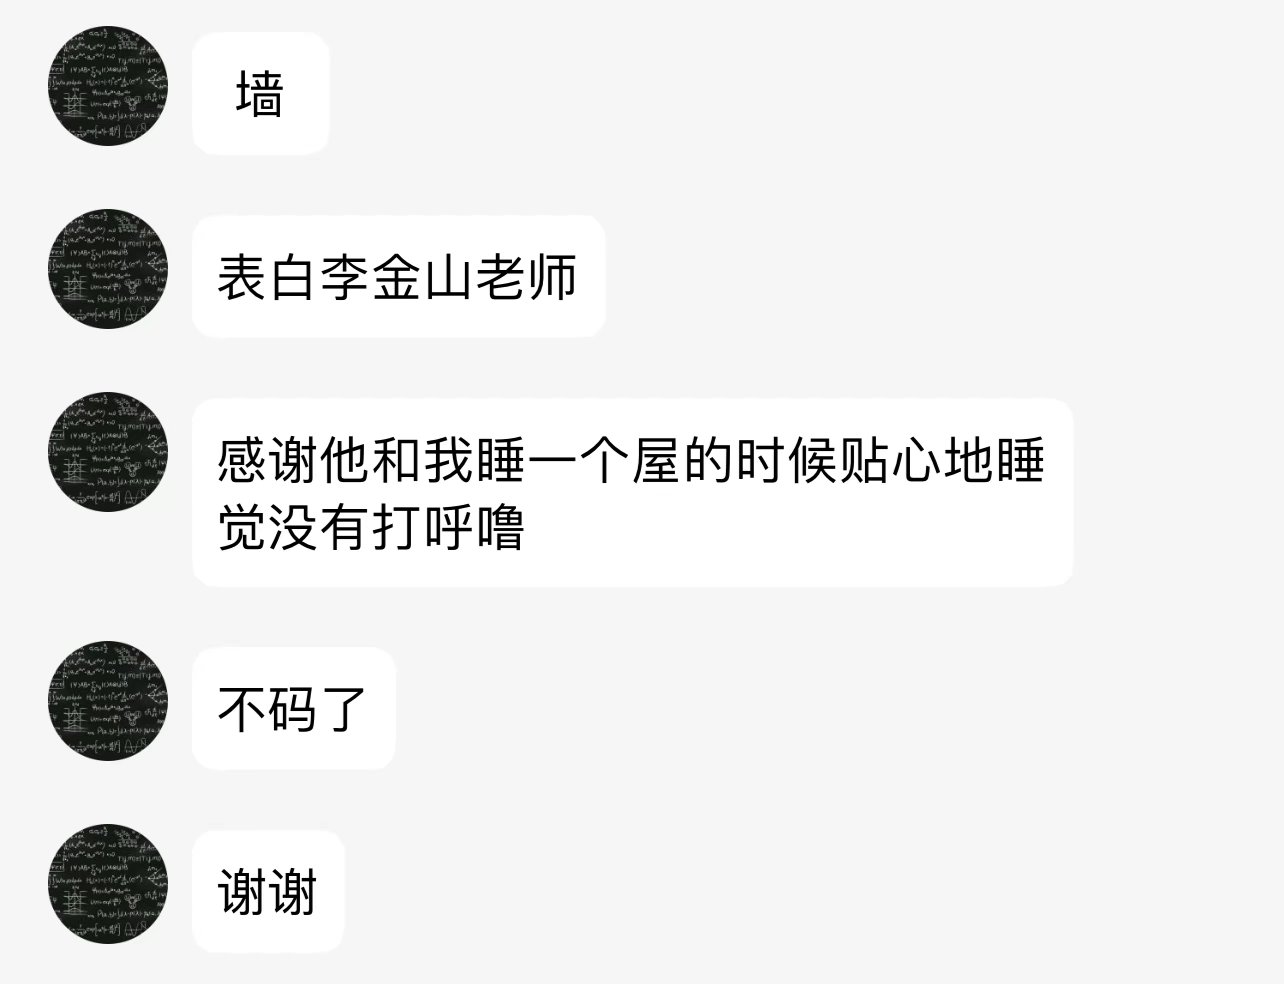 墙
表白李金山老师
感谢他和我睡一个屋的时候贴心地睡
觉没有打呼噜
不码了
谢谢